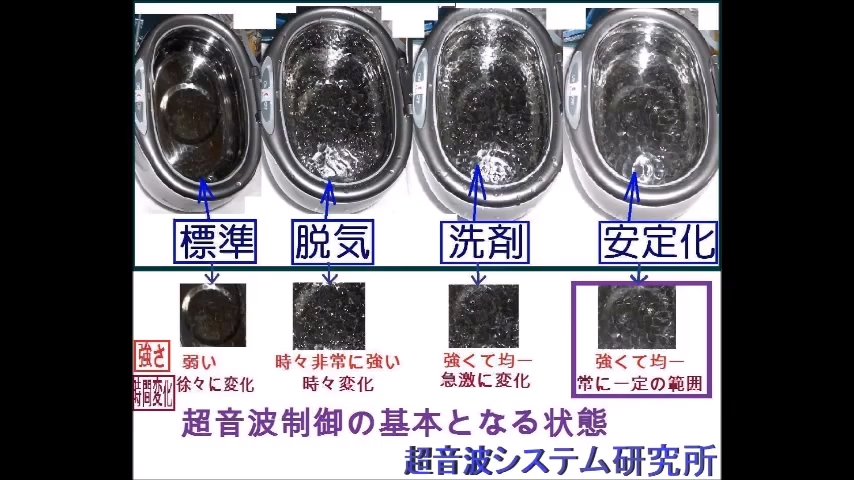 標準 脱気 洗剤 安定化
強さ 弱い 時々非常に強い 強くて均一 強くて均一
時間変化 徐々に変化 時々変化 急激に変化 常に一定の範囲
超音波制御の基本となる状態
超音波システム研究所